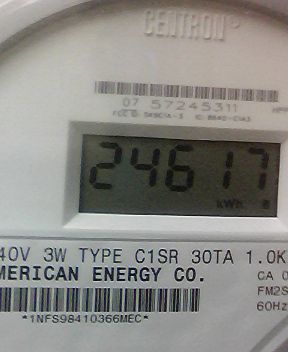 CENTRON®
07 57245311
24617
kWh
40V 3W TYPE C1SR 30TA 1.0K
MERICAN ENERGY CO.
CA 0
FM2S
60Hz
*1NFS98410366MEC*